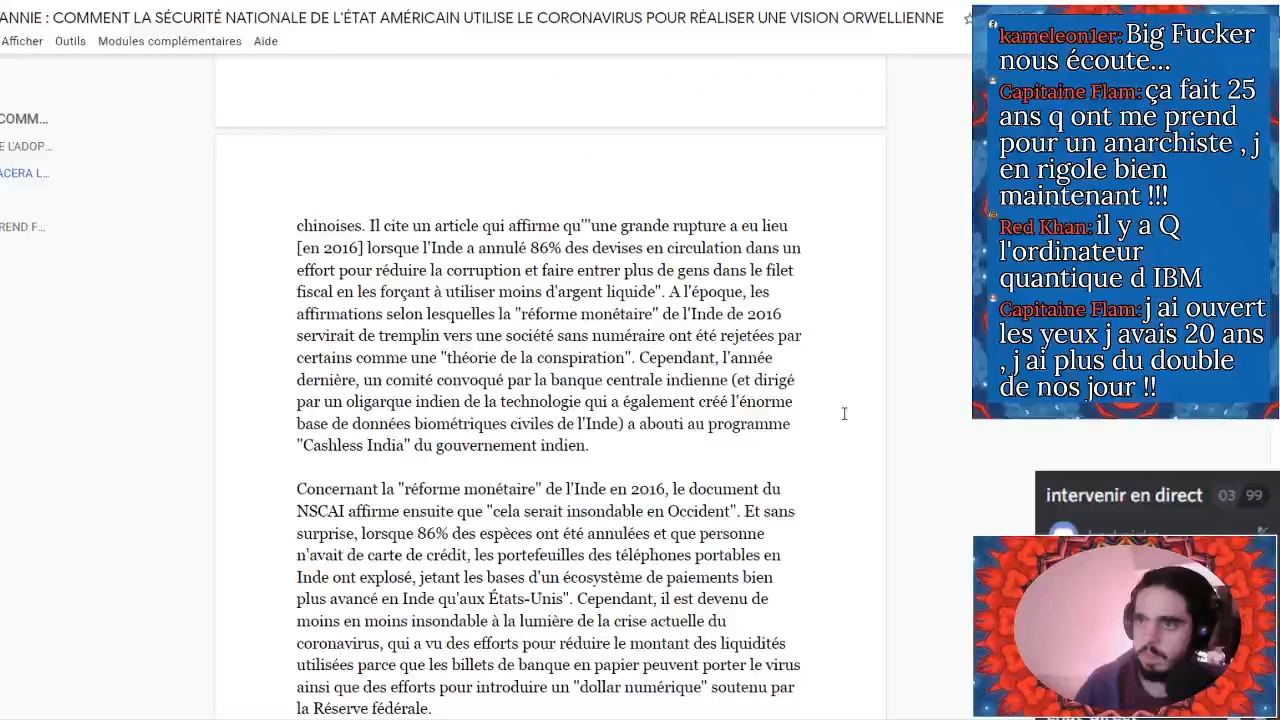 ANNIE : COMMENT LA SÉCURITÉ NATIONALE DE L'ÉTAT AMÉRICAIN UTILISE LE CORONAVIRUS POUR RÉALISER UNE VISION ORWELLIENNE
Afficher Outils Modules complémentaires Aide
COMM...
E L'ADOP...
ACERA L...
REND F...
chinoises. Il cite un article qui affirme qu'"une grande rupture a eu lieu
[en 2016] lorsque l'Inde a annulé 86% des devises en circulation dans un
effort pour réduire la corruption et faire entrer plus de gens dans le filet
fiscal en les forçant à utiliser moins d'argent liquide". A l'époque, les
affirmations selon lesquelles la "réforme monétaire" de l'Inde de 2016
servirait de tremplin vers une société sans numéraire ont été rejetées par
certains comme une "théorie de la conspiration". Cependant, l'année
dernière, un comité convoqué par la banque centrale indienne (et dirigé
par un oligarque indien de la technologie qui a également créé l'énorme
base de données biométriques civiles de l'Inde) a abouti au programme
"Cashless India" du gouvernement indien.
Concernant la "réforme monétaire" de l'Inde en 2016, le document du
NSCAI affirme ensuite que "cela serait insondable en Occident". Et sans
surprise, lorsque 86% des espèces ont été annulées et que personne
n'avait de carte de crédit, les portefeuilles des téléphones portables en
Inde ont explosé, jetant les bases d'un écosystème de paiements bien
plus avancé en Inde qu'aux États-Unis". Cependant, il est devenu de
moins en moins insondable à la lumière de la crise actuelle du
coronavirus, qui a vu des efforts pour réduire le montant des liquidités
utilisées parce que les billets de banque en papier peuvent porter le virus
ainsi que des efforts pour introduire un "dollar numérique" soutenu par
la Réserve fédérale.
kameleon1er: Big Fucker
nous écoute...
Capitaine Flam: ça fait 25
ans q ont me prend
pour un anarchiste , j
en rigole bien
maintenant !!!
Red Khan: il y a Q
l'ordinateur
quantique d IBM
Capitaine Flam: j ai ouvert
les yeux j avais 20 ans
, j ai plus du double
de nos jour !!
intervenir en direct 03 99